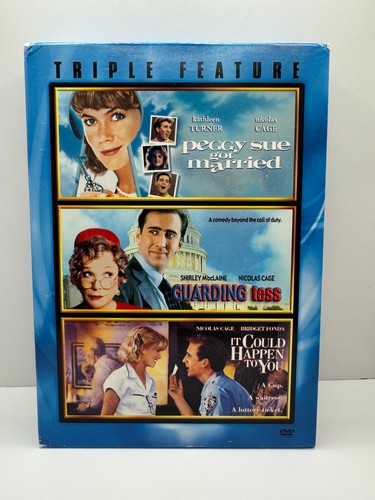 TRIPLE FEATURE
kathleen nicolas
TURNER CAGE
peggy sue
got
married
A comedy beyond the call of duty.
SHIRLEY MacLAINE NICOLAS CAGE
GUARDING tess
NICOLAS CAGE BRIDGET FONDA
IT COULD
HAPPEN
TO YOU
A Cop.
A waitress.
A lottery ticket.
DVD